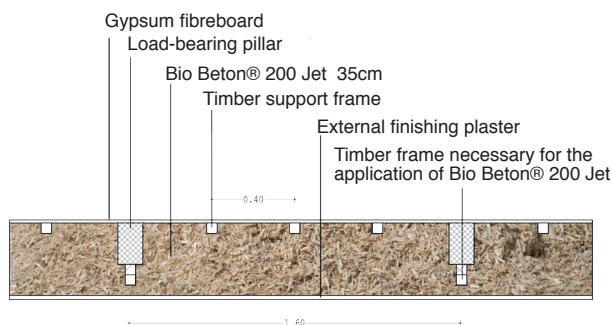 Gypsum fibreboard
Load-bearing pillar
Bio Beton® 200 Jet 35cm
Timber support frame
External finishing plaster
Timber frame necessary for the
application of Bio Beton® 200 Jet
0.40
1.60